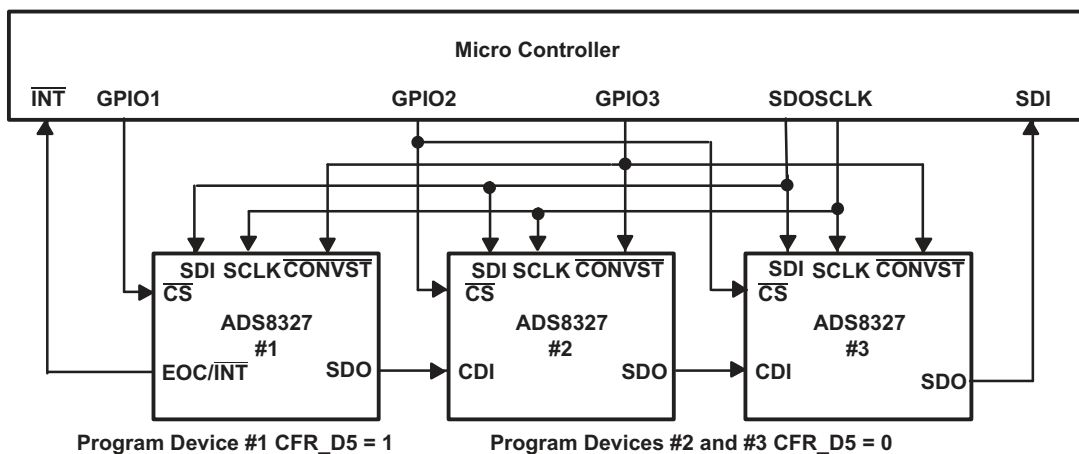 Micro Controller
INT GPIO1 GPIO2 GPIO3 SDOSCLK SDI
SDI SCLK CONVST
CS
ADS8327
#1
EOC/INT SDO
SDI SCLK CONVST
CS
ADS8327
#2
CDI SDO
SDI SCLK CONVST
CS
ADS8327
#3
CDI SDO
Program Device #1 CFR_D5 = 1
Program Devices #2 and #3 CFR_D5 = 0